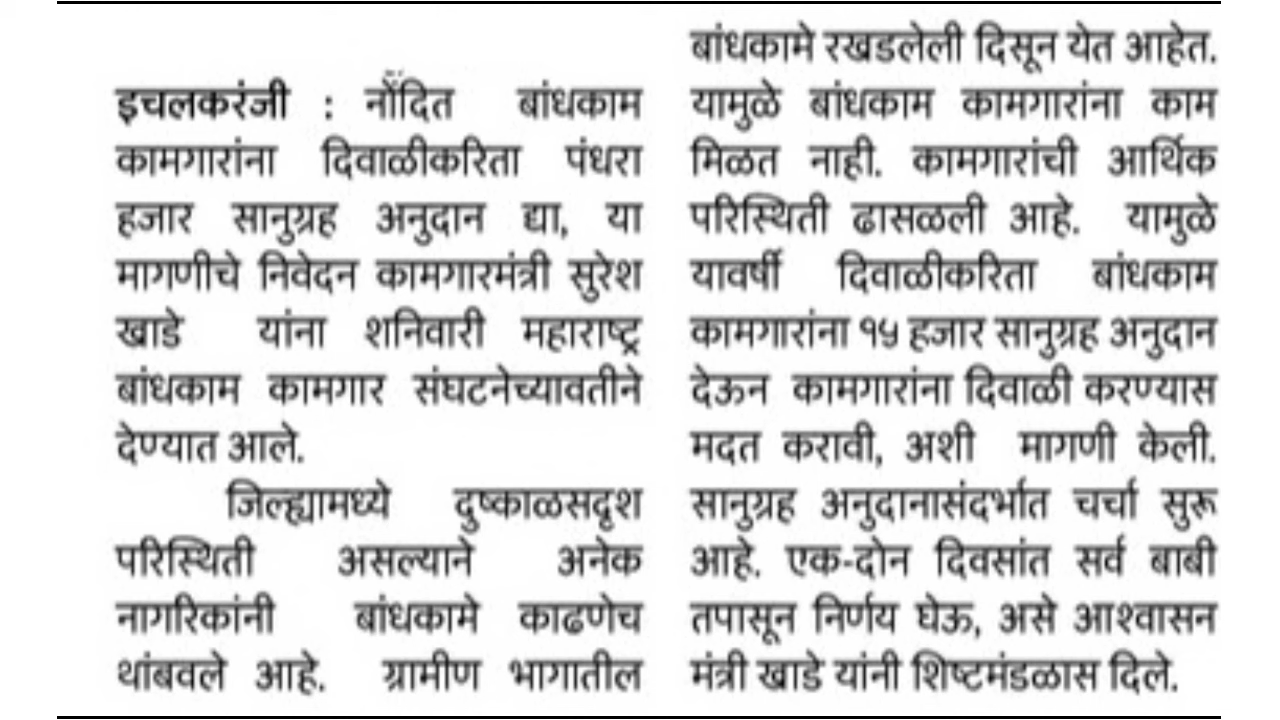 इचलकरंजी : नोंदित बांधकाम
कामगारांना दिवाळीकरिता पंधरा
हजार सानुग्रह अनुदान द्या, या
मागणीचे निवेदन कामगारमंत्री सुरेश
खाडे यांना शनिवारी महाराष्ट्र
बांधकाम कामगार संघटनेच्यावतीने
देण्यात आले.
जिल्ह्यामध्ये दुष्काळसदृश
परिस्थिती असल्याने अनेक
नागरिकांनी बांधकामे काढणेच
थांबवले आहे. ग्रामीण भागातील
बांधकामे रखडलेली दिसून येत आहेत.
यामुळे बांधकाम कामगारांना काम
मिळत नाही. कामगारांची आर्थिक
परिस्थिती ढासळली आहे. यामुळे
यावर्षी दिवाळीकरिता बांधकाम
कामगारांना १५ हजार सानुग्रह अनुदान
देऊन कामगारांना दिवाळी करण्यास
मदत करावी, अशी मागणी केली.
सानुग्रह अनुदानासंदर्भात चर्चा सुरू
आहे. एक-दोन दिवसांत सर्व बाबी
तपासून निर्णय घेऊ, असे आश्वासन
मंत्री खाडे यांनी शिष्टमंडळास दिले.